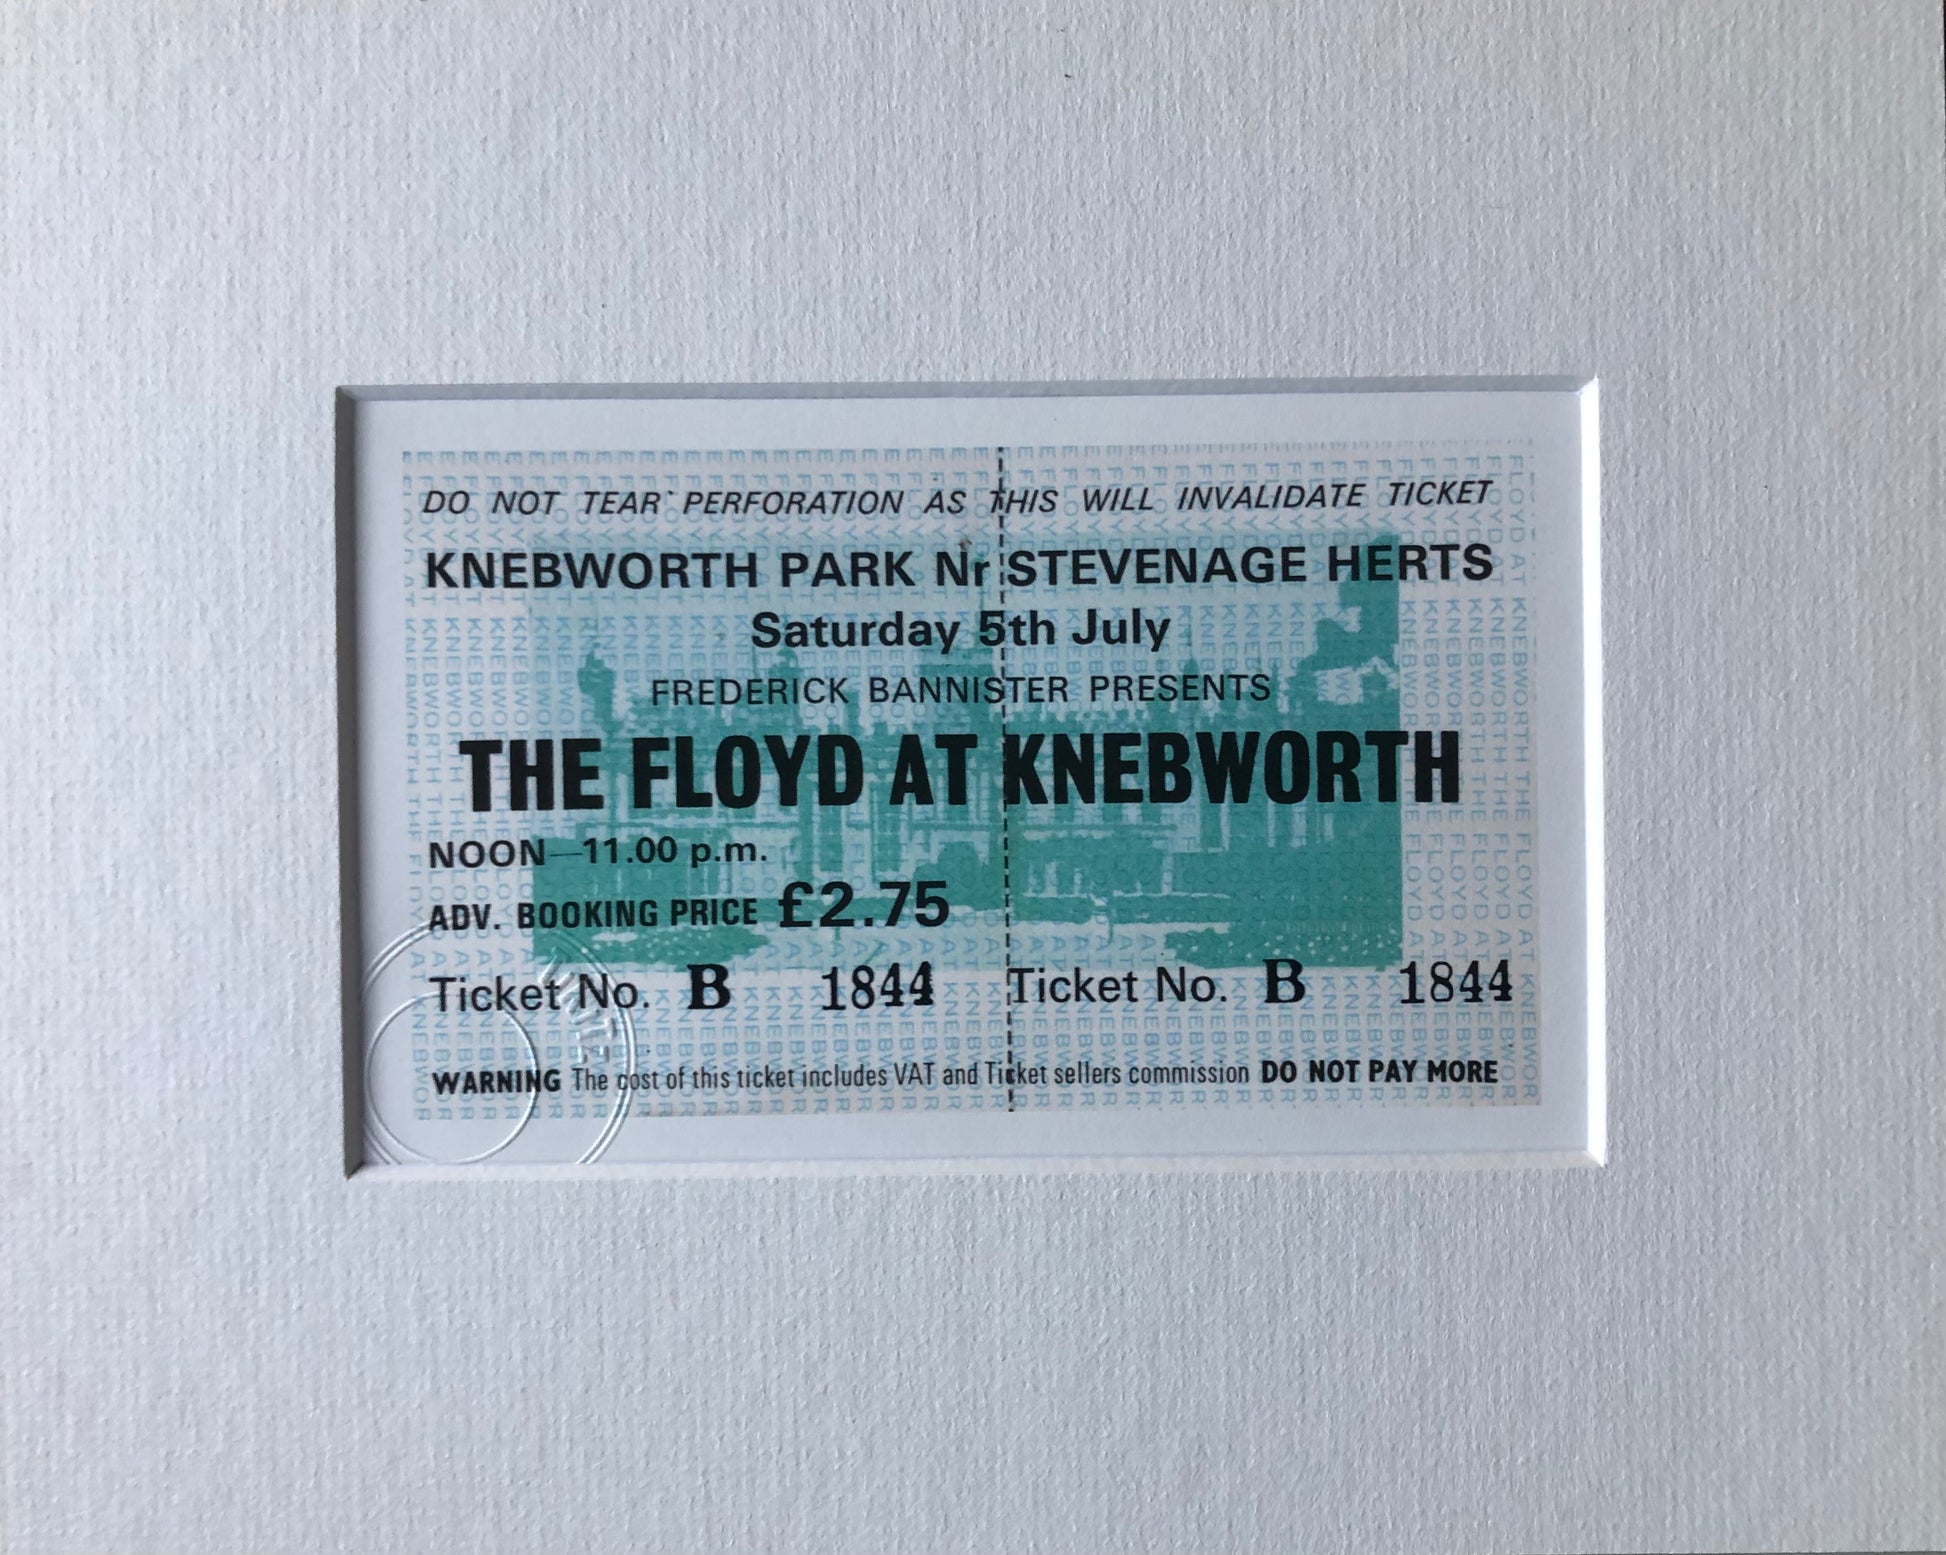 DO NOT TEAR PERFORATION AS THIS WILL INVALIDATE TICKET
KNEBWORTH PARK Nr STEVENAGE HERTS
Saturday 5th July
FREDERICK BANNISTER PRESENTS
THE FLOYD AT KNEBWORTH
NOON—11.00 p.m.
ADV. BOOKING PRICE £2.75
Ticket No. B 1844 Ticket No. B 1844
WARNING The cost of this ticket includes VAT and Ticket sellers commission DO NOT PAY MORE